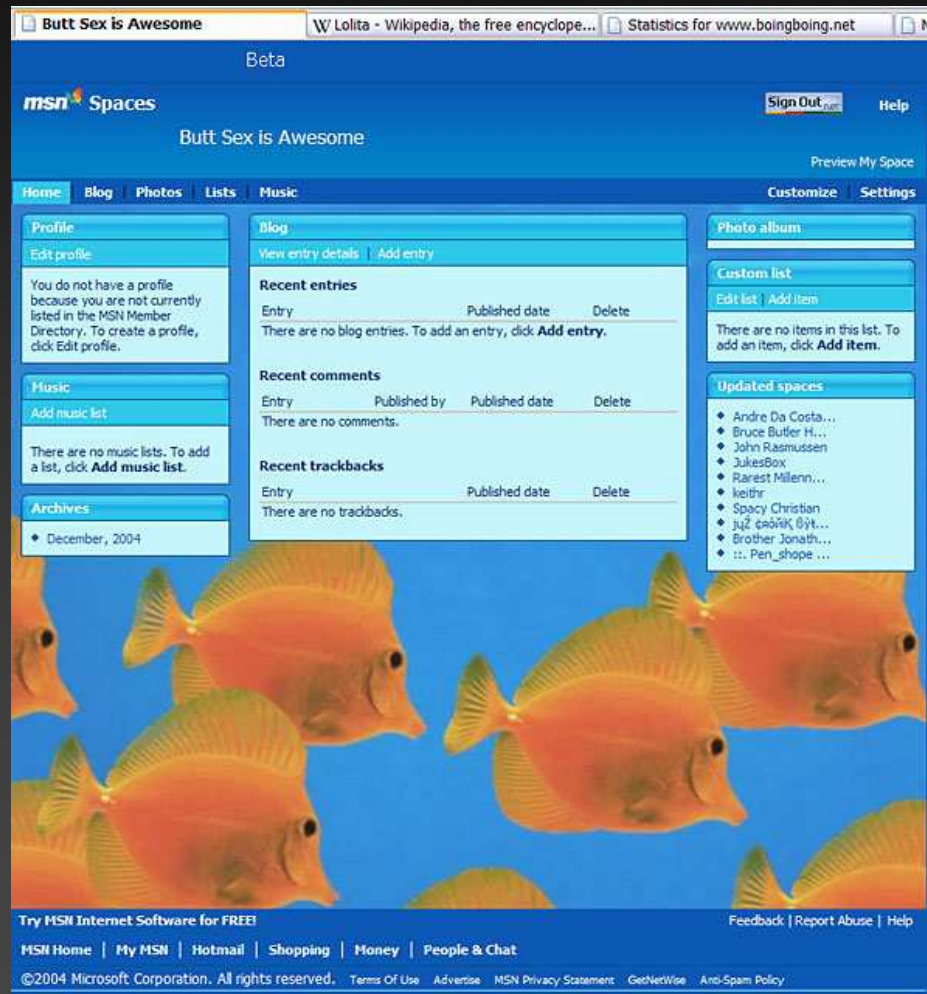 Butt Sex is Awesome
Lolita - Wikipedia, the free encyclope...
Statistics for www.boingboing.net
Beta
msn Spaces
Sign Out.net
Help
Butt Sex is Awesome
Preview My Space
Home Blog Photos Lists Music
Customize Settings
Profile
Edit profile
You do not have a profile
because you are not currently
listed in the MSN Member
Directory. To create a profile,
click Edit profile.
Music
Add music list
There are no music lists. To add
a list, click Add music list.
Archives
December, 2004
Blog
View entry details | Add entry
Recent entries
Entry Published date Delete
There are no blog entries. To add an entry, click Add entry.
Recent comments
Entry Published by Published date Delete
There are no comments.
Recent trackbacks
Entry Published date Delete
There are no trackbacks.
Photo album
Custom list
Edit list | Add item
There are no items in this list. To
add an item, click Add item.
Updated spaces
Andre Da Costa...
Bruce Butler H...
John Rasmussen
JukesBox
Rarest Millenn...
keithr
Spacy Christian
Brother Jonath...
::. Pen_shope ...
Try MSN Internet Software for FREE!
Feedback | Report Abuse | Help
MSN Home | My MSN | Hotmail | Shopping | Money | People & Chat
©2004 Microsoft Corporation. All rights reserved. Terms Of Use Advertise MSN Privacy Statement GetNetWise Anti-Spam Policy